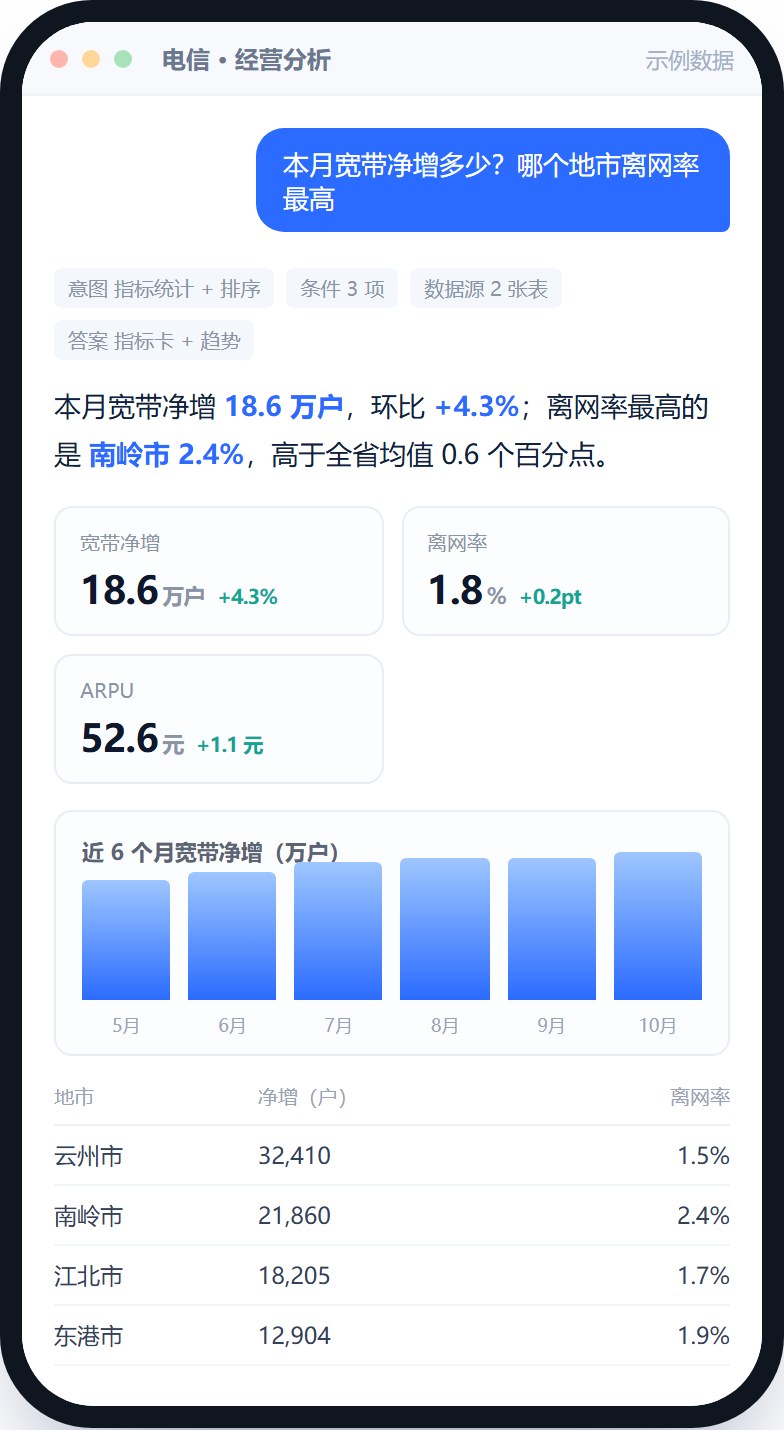 电信 · 经营分析 示例数据
本月宽带净增多少？哪个地市离网率
最高
意图 指标统计 + 排序 条件 3 项 数据源 2 张表
答案 指标卡 + 趋势
本月宽带净增 18.6 万户，环比 +4.3%；离网率最高的
是 南岭市 2.4%，高于全省均值 0.6 个百分点。
宽带净增 离网率
18.6 万户 +4.3% 1.8 % +0.2pt
ARPU
52.6 元 +1.1 元
近 6 个月宽带净增（万户）
5月 6月 7月 8月 9月 10月
地市 净增（户） 离网率
云州市 32,410 1.5%
南岭市 21,860 2.4%
江北市 18,205 1.7%
东港市 12,904 1.9%